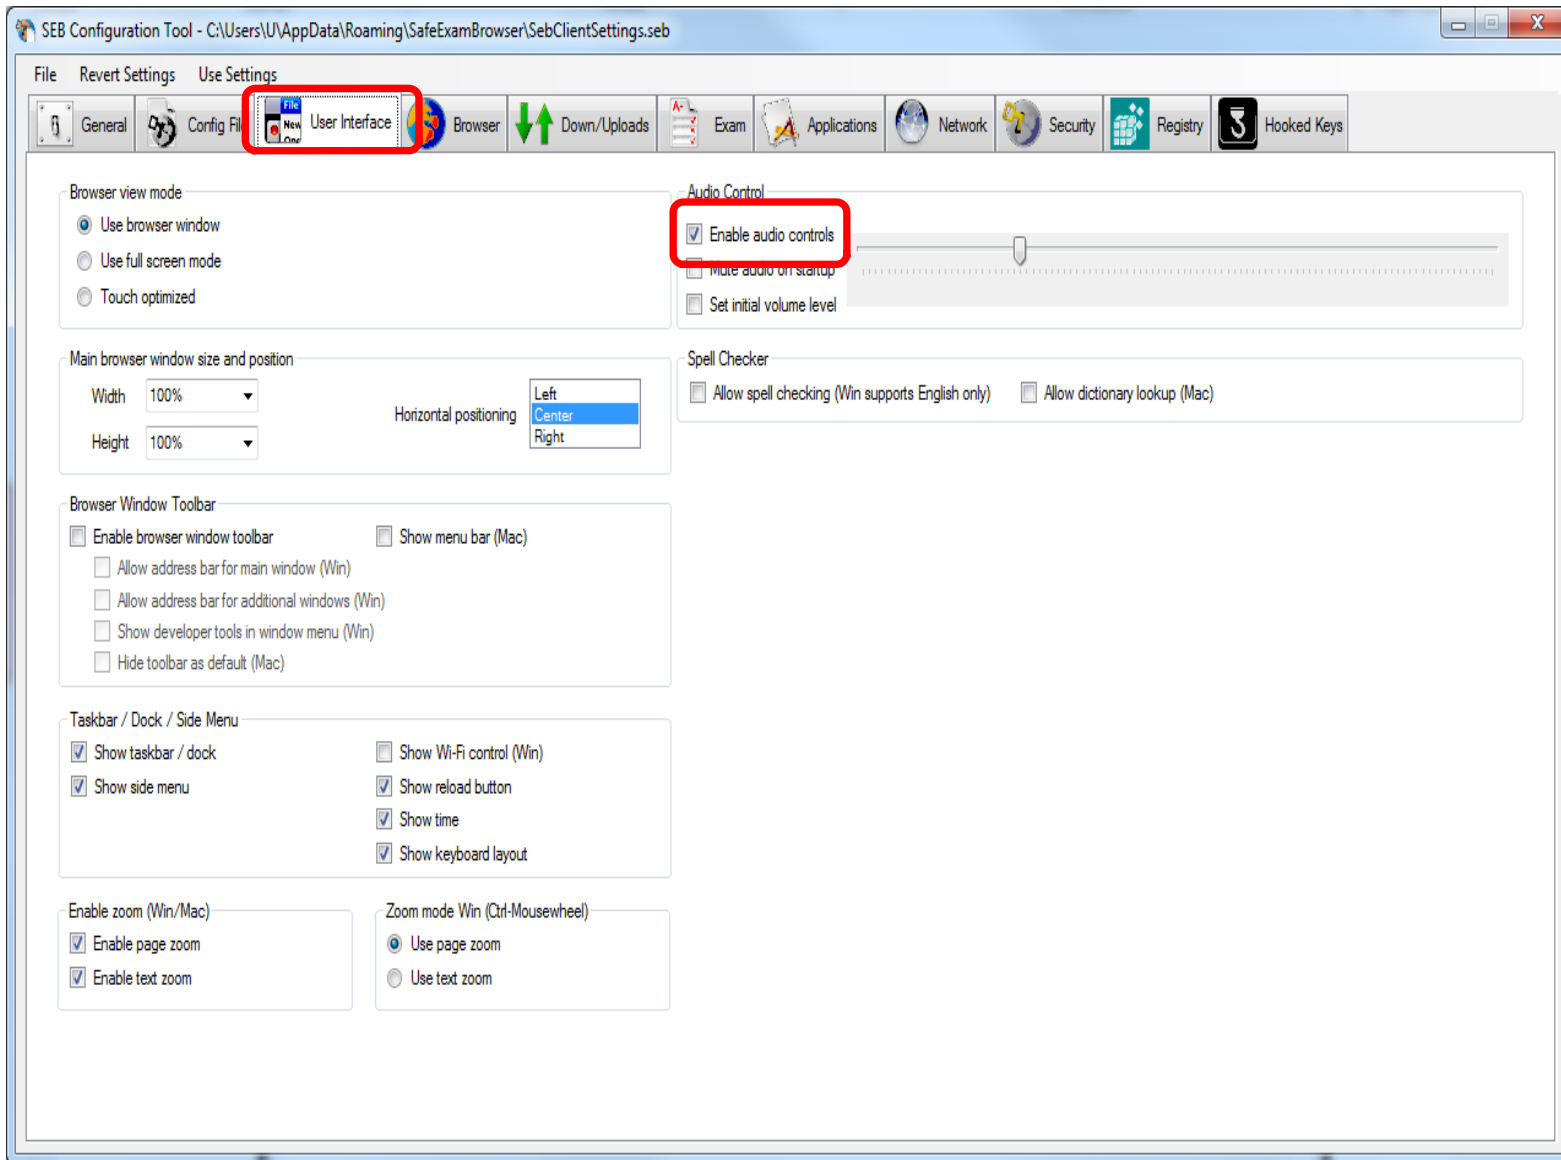 SEB Configuration Tool - C:\Users\U\AppData\Roaming\SafeExamBrowser\SebClientSettings.seb
File Revert Settings Use Settings
General Config Fil File New User Interface Browser Down/Uploads A- Exam Applications Network Security Registry Hooked Keys
Browser view mode
Use browser window
Use full screen mode
Touch optimized
Audio Control
Enable audio controls
Mute audio on startup
Set initial volume level
Main browser window size and position
Width 100%
Height 100%
Horizontal positioning
Left
Center
Right
Spell Checker
Allow spell checking (Win supports English only) Allow dictionary lookup (Mac)
Browser Window Toolbar
Enable browser window toolbar Show menu bar (Mac)
Allow address bar for main window (Win)
Allow address bar for additional windows (Win)
Show developer tools in window menu (Win)
Hide toolbar as default (Mac)
Taskbar / Dock / Side Menu
Show taskbar / dock Show Wi-Fi control (Win)
Show side menu Show reload button
Show time
Show keyboard layout
Enable zoom (Win/Mac)
Enable page zoom
Enable text zoom
Zoom mode Win (Ctrl-Mousewheel)
Use page zoom
Use text zoom